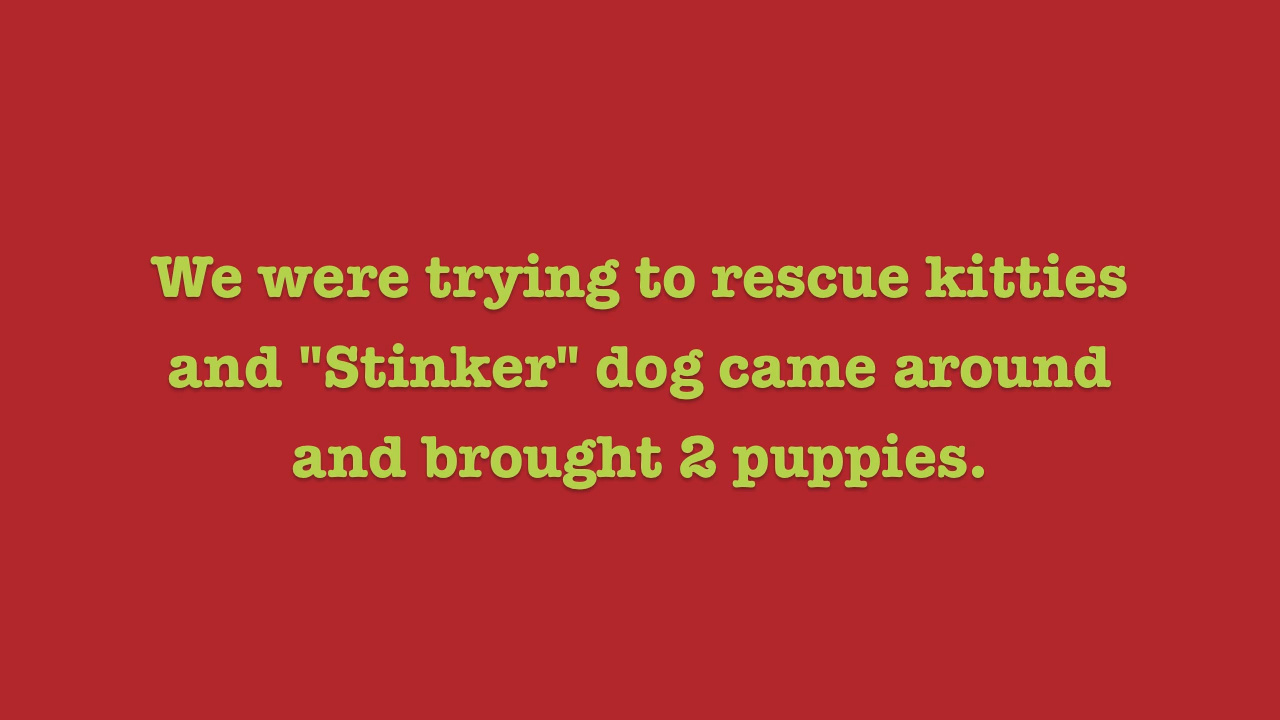 We were trying to rescue kitties
and "Stinker" dog came around
and brought 2 puppies.